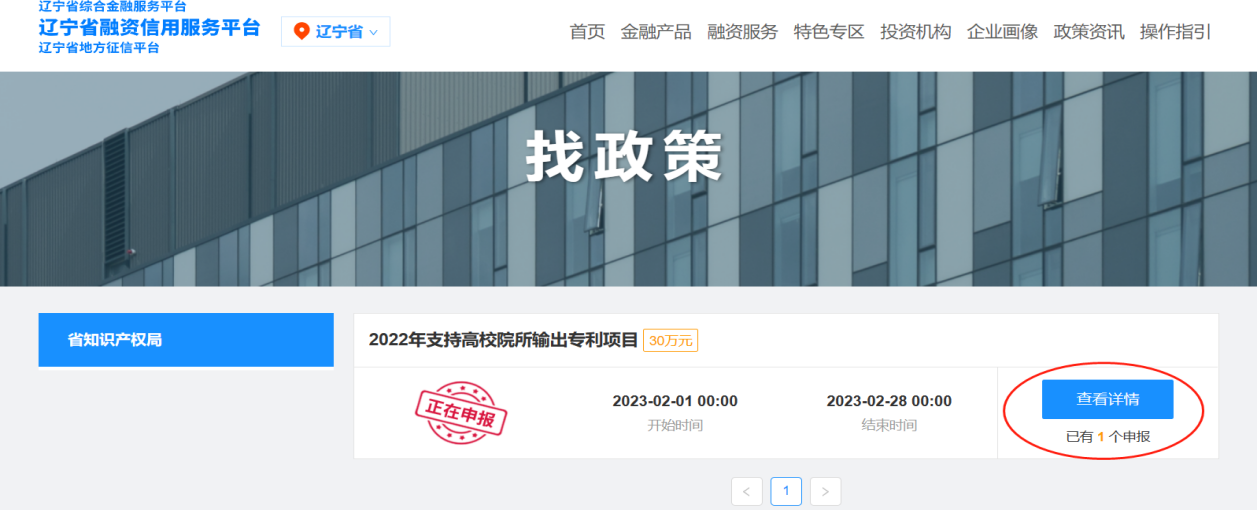 辽宁省综合金融服务平台
辽宁省融资信用服务平台
辽宁省地方征信平台
辽宁省
首页 金融产品 融资服务 特色专区 投资机构 企业画像 政策资讯 操作指引
找政策
省知识产权局
2022年支持高校院所输出专利项目 30万元
正在申报
2023-02-01 00:00
开始时间
2023-02-28 00:00
结束时间
查看详情
已有 1 个申报
< 1 >